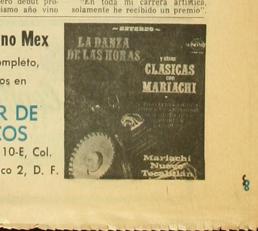 ero debut pro-
ismo año vino
"En toda mi carrera artística,
solamente he recibido un premio".
no Mex
ompleto,
os en
R DE
COS
10-E, Col.
co 2, D. F.
ESTEREO
LA DANZA
DE LAS HORAS
y otras
CLASICAS
con
MARIACHI
Mariachi
Nuevo
Tecalitlan